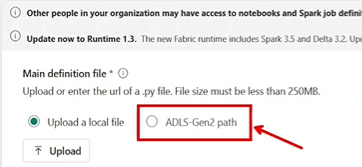 Other people in your organization may have access to notebooks and Spark job defini
Update now to Runtime 1.3. The new Fabric runtime includes Spark 3.5 and Delta 3.2. Upd
Main definition file *
Upload or enter the url of a .py file. File size must be less than 250MB.
Upload a local file
ADLS-Gen2 path
Upload